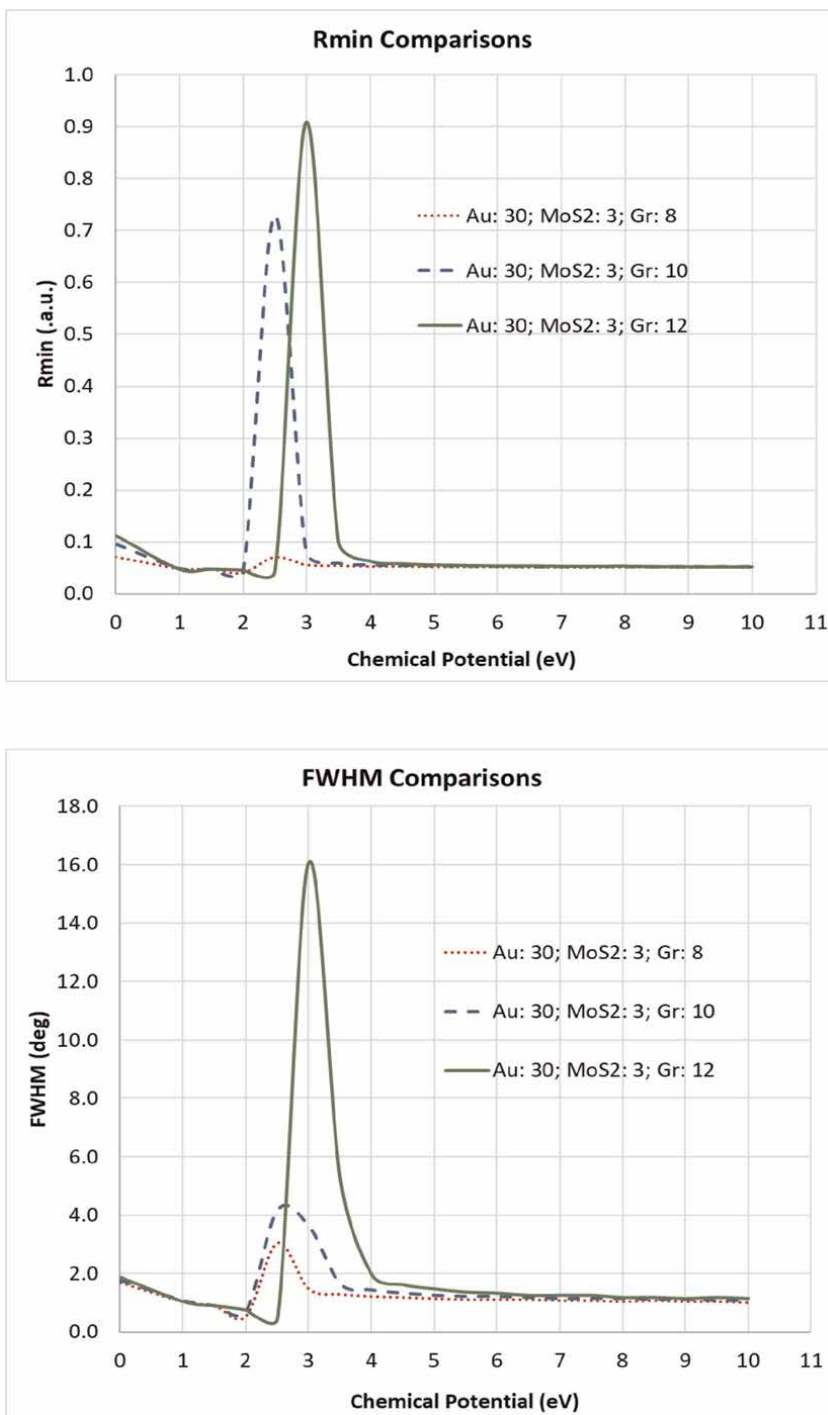 Rmin Comparisons
1.0
0.9
0.8
0.7
0.6
0.5
0.4
0.3
0.2
0.1
0.0
Rmin (.a.u.)
Au: 30; MoS2: 3; Gr: 8
Au: 30; MoS2: 3; Gr: 10
Au: 30; MoS2: 3; Gr: 12
0 1 2 3 4 5 6 7 8 9 10 11
Chemical Potential (eV)
FWHM Comparisons
18.0
16.0
14.0
12.0
10.0
8.0
6.0
4.0
2.0
0.0
FWHM (deg)
Au: 30; MoS2: 3; Gr: 8
Au: 30; MoS2: 3; Gr: 10
Au: 30; MoS2: 3; Gr: 12
0 1 2 3 4 5 6 7 8 9 10 11
Chemical Potential (eV)